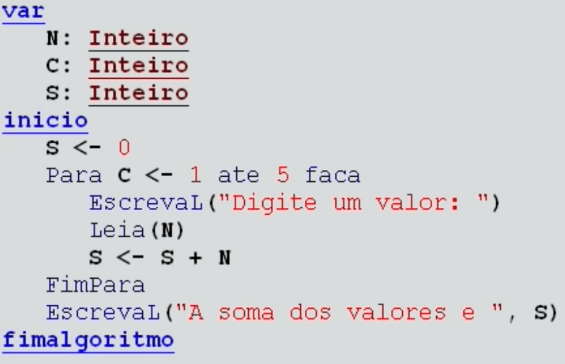 var
N: Inteiro
C: Inteiro
S: Inteiro
inicio
S <- 0
Para C <- 1 ate 5 faca
EscrevaL("Digite um valor: ")
Leia(N)
S <- S + N
FimPara
EscrevaL("A soma dos valores e ", S)
fimalgoritmo